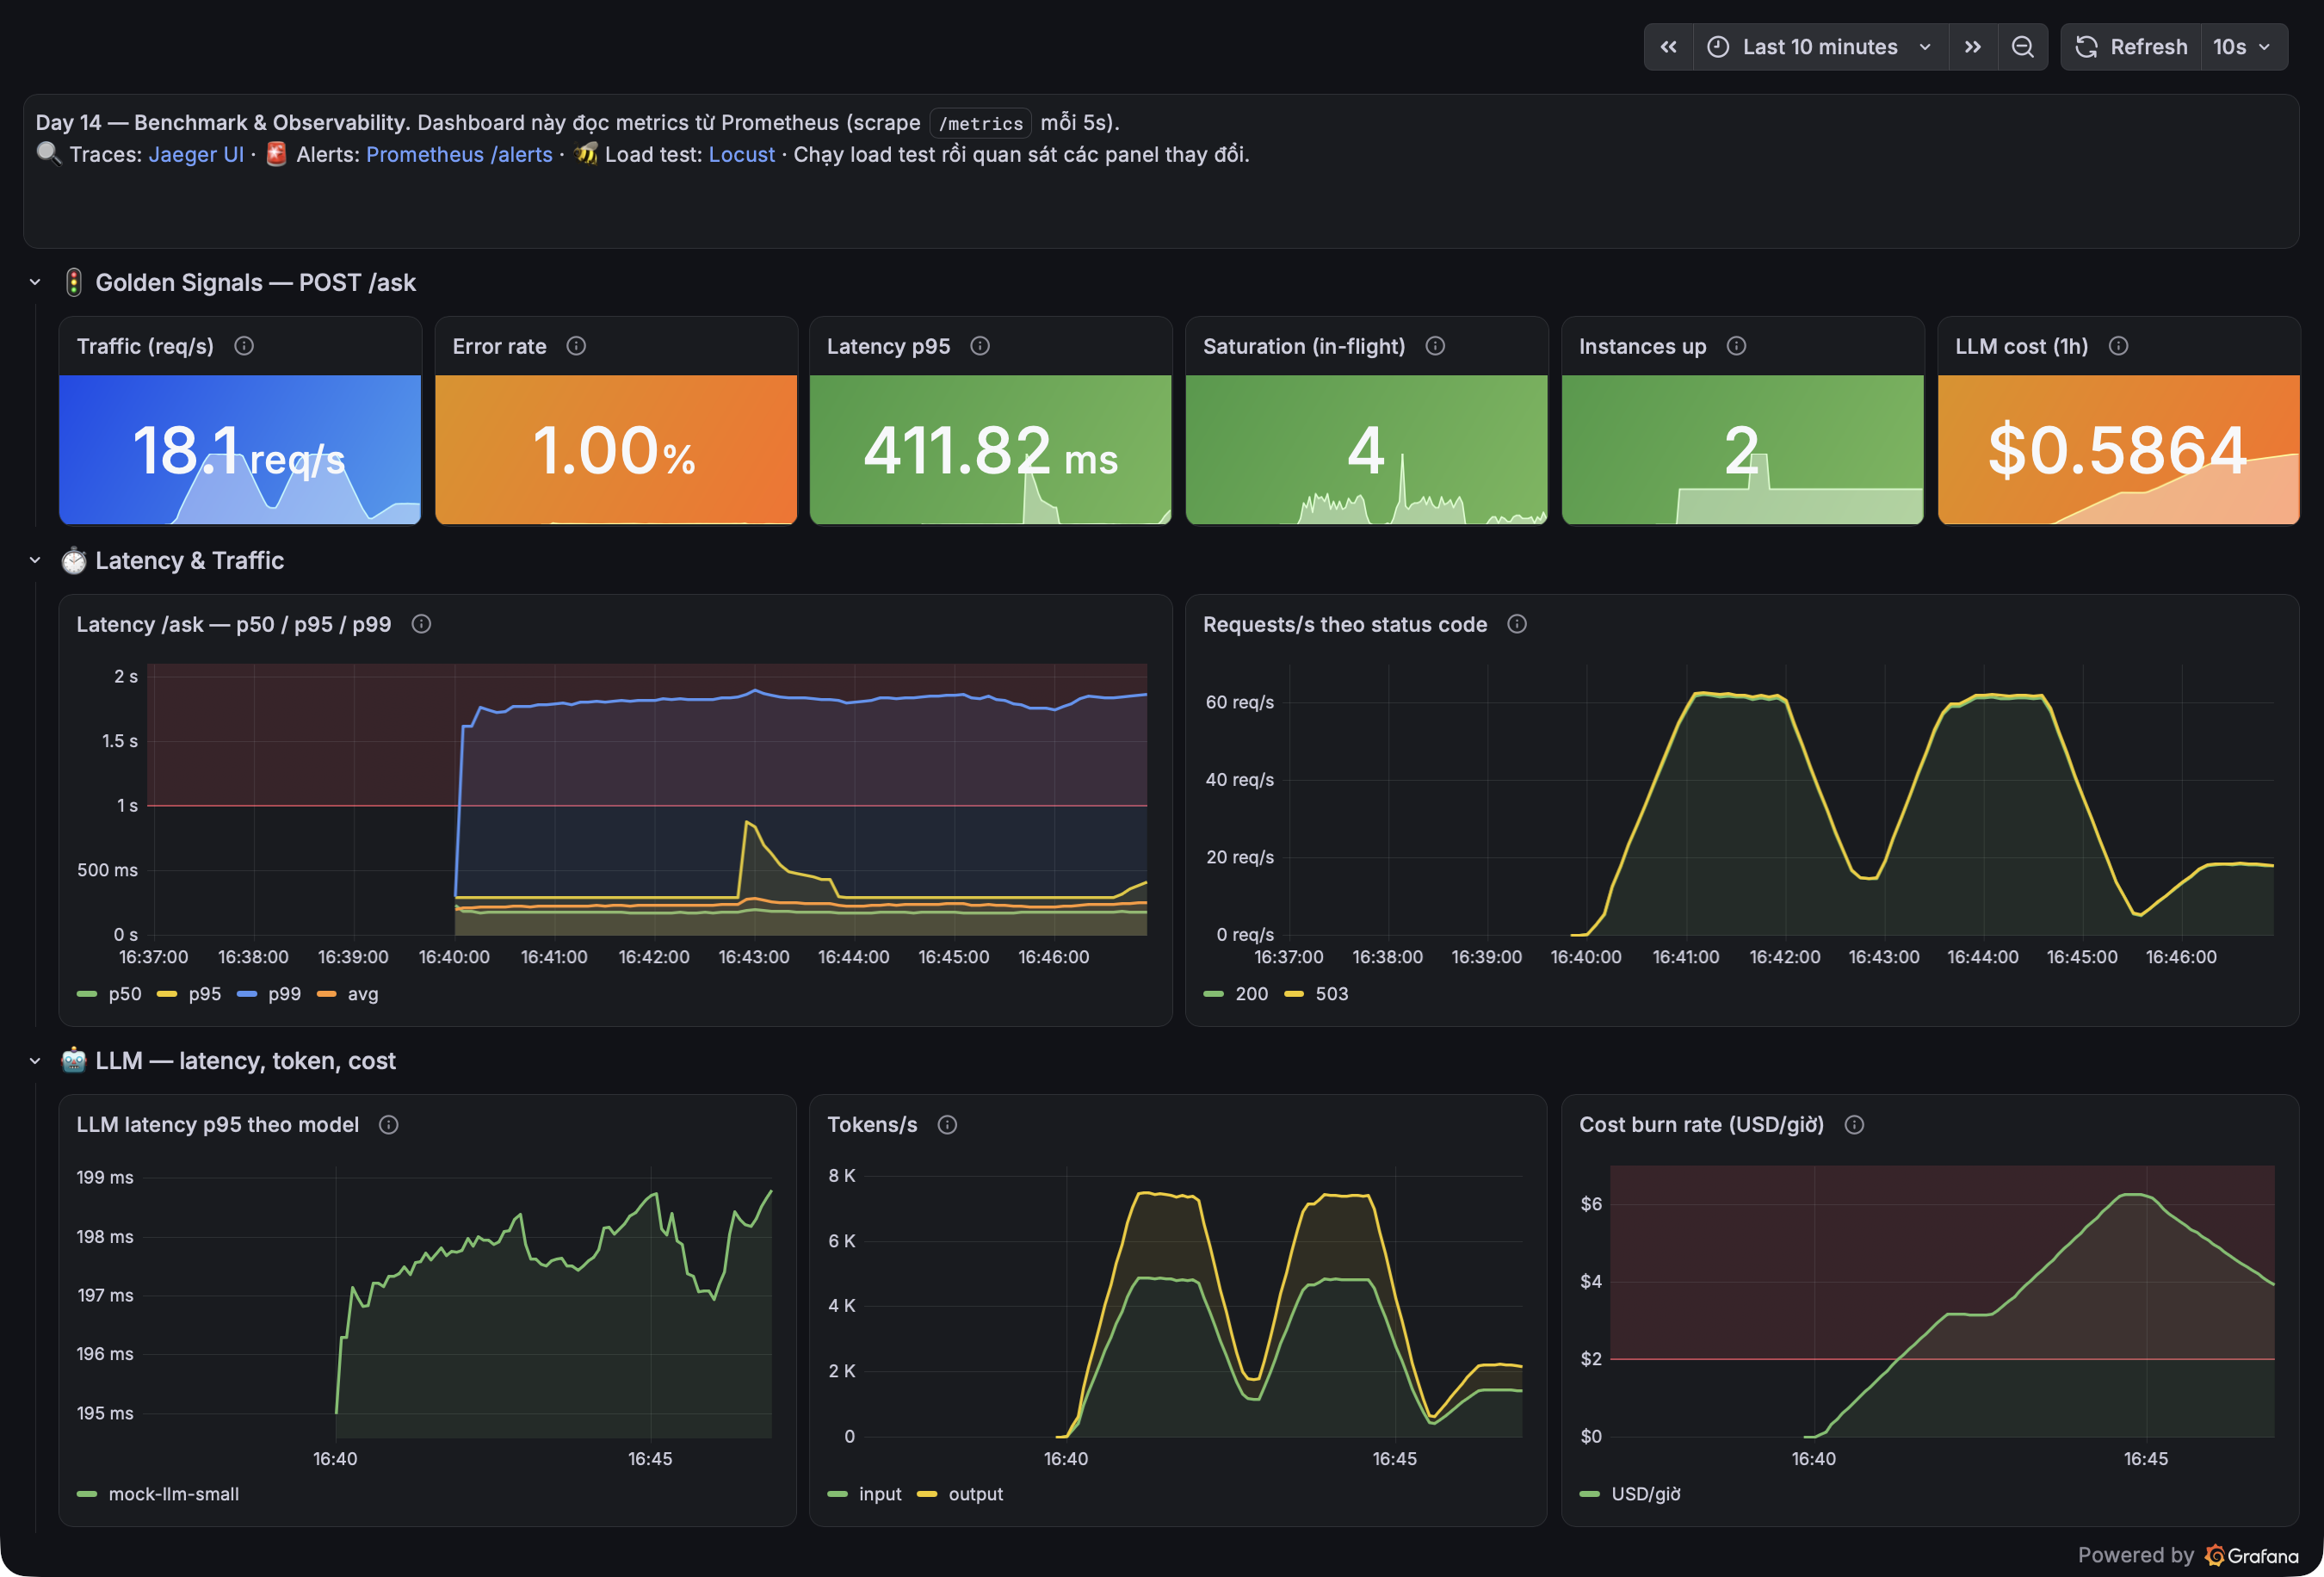 Last 10 minutes
Refresh
10s
Day 14 — Benchmark & Observability. Dashboard này đọc metrics từ Prometheus (scrape /metrics mỗi 5s).
🔍 Traces: Jaeger UI · 🚨 Alerts: Prometheus /alerts · 🐝 Load test: Locust · Chạy load test rồi quan sát các panel thay đổi.
🚦 Golden Signals — POST /ask
Traffic (req/s)
18.1 req/s
Error rate
1.00%
Latency p95
411.82 ms
Saturation (in-flight)
4
Instances up
2
LLM cost (1h)
$0.5864
⏱️ Latency & Traffic
Latency /ask — p50 / p95 / p99
2 s
1.5 s
1 s
500 ms
0 s
16:37:00 16:38:00 16:39:00 16:40:00 16:41:00 16:42:00 16:43:00 16:44:00 16:45:00 16:46:00
p50 p95 p99 avg
Requests/s theo status code
60 req/s
40 req/s
20 req/s
0 req/s
16:37:00 16:38:00 16:39:00 16:40:00 16:41:00 16:42:00 16:43:00 16:44:00 16:45:00 16:46:00
200 503
🤖 LLM — latency, token, cost
LLM latency p95 theo model
199 ms
198 ms
197 ms
196 ms
195 ms
16:40 16:45
mock-llm-small
Tokens/s
8 K
6 K
4 K
2 K
0
16:40 16:45
input output
Cost burn rate (USD/giờ)
$6
$4
$2
$0
16:40 16:45
USD/giờ
Powered by Grafana